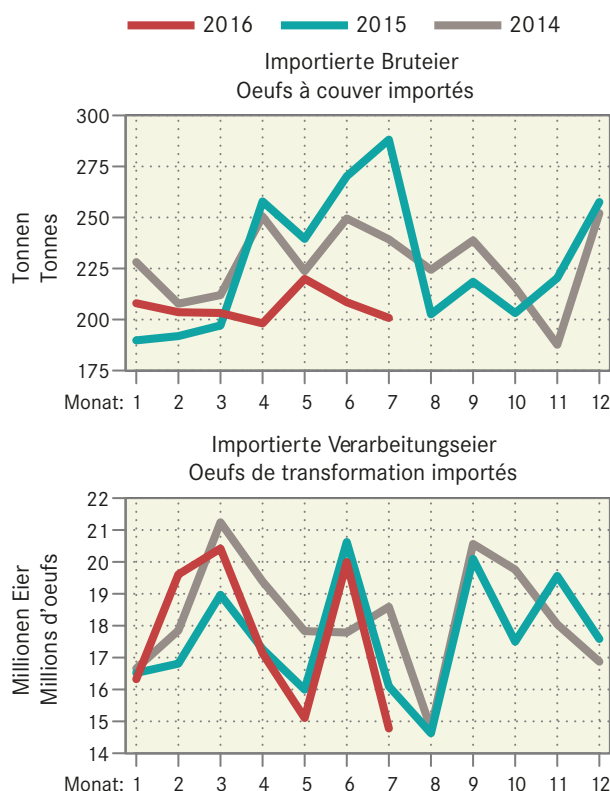 2016 2015 2014
Importierte Bruteier
Oeufs à couver importés
Tonnen
Tonnes
300
275
250
225
200
175
Monat: 1 2 3 4 5 6 7 8 9 10 11 12
Importierte Verarbeitungseier
Oeufs de transformation importés
Millionen Eier
Millions d'oeufs
22
21
20
19
18
17
16
15
14
Monat: 1 2 3 4 5 6 7 8 9 10 11 12